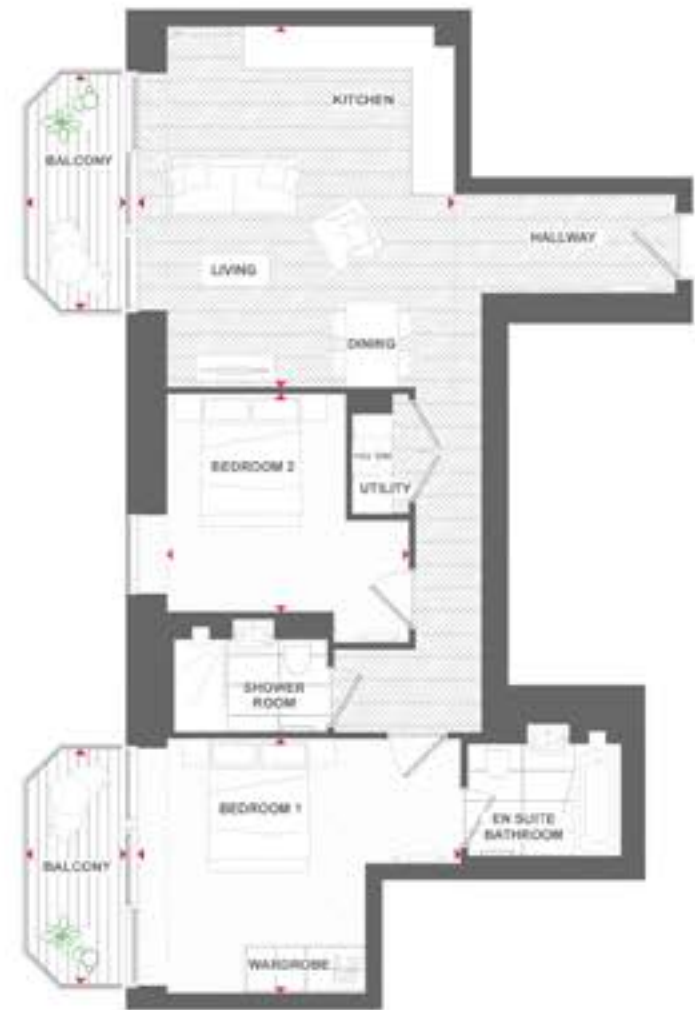 KITCHEN
BALCONY
HALLWAY
LIVING
DINING
BEDROOM 2
UTILITY
SHOWER
ROOM
BEDROOM 1
EN SUITE
BATHROOM
BALCONY
WARDROBE